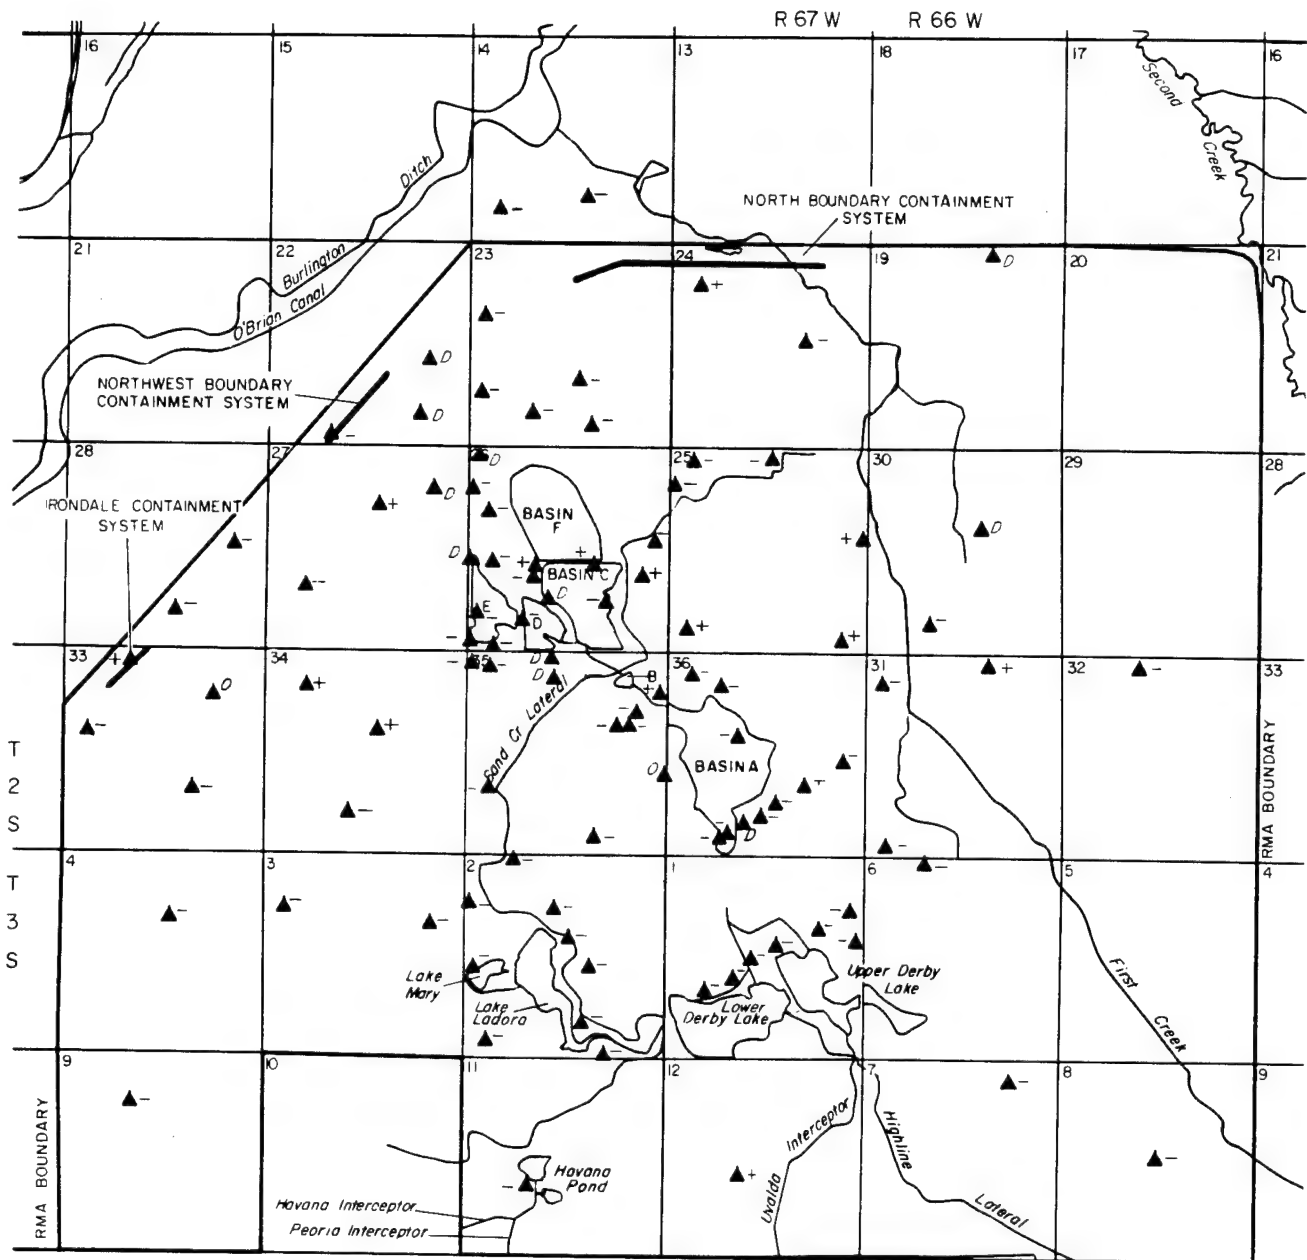 R 67 W R 66 W
16 15 14 13 18 17 16
Second
Creek
Ditch
NORTH BOUNDARY CONTAINMENT
SYSTEM
21 22 23 24 19 20 21
Burlington
O'Brian Canal
NORTHWEST BOUNDARY
CONTAINMENT SYSTEM
28 27 25 30 29 28
IRONDALE CONTAINMENT
SYSTEM
BASIN
F
BASIN C
E
33 34 35 36 31 32 33
B
Sand Cr Lateral
BASIN A
RMA BOUNDARY
T
2
S
4 3 2 1 6 5 4
T
3
S
Lake
Mary
Lake
Ladora
Lower
Derby Lake
Upper Derby
Lake
First
Creek
9 10 11 12 7 8 9
RMA BOUNDARY
Uvalda Interceptor
Highline
Lateral
Havana
Pond
Havana Interceptor
Peoria Interceptor